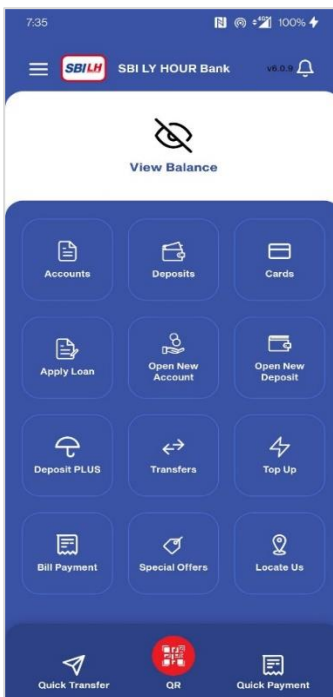 7:35
100%
SBI LH
SBI LY HOUR Bank
v6.0.9
View Balance
Accounts
Deposits
Cards
Apply Loan
Open New
Account
Open New
Deposit
Deposit PLUS
Transfers
Top Up
Bill Payment
Special Offers
Locate Us
Quick Transfer
QR
Quick Payment